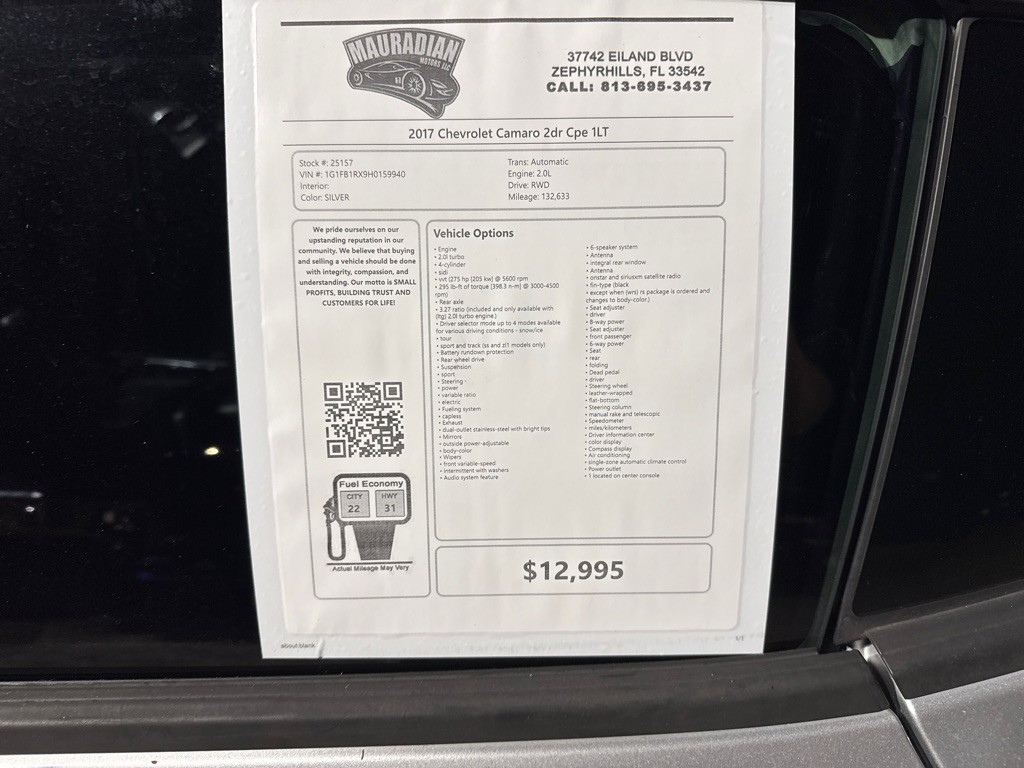 MAURADIAN
MOTORS LLC
37742 EILAND BLVD
ZEPHYRHILLS, FL 33542
CALL: 813-695-3437
2017 Chevrolet Camaro 2dr Cpe 1LT
Stock #: 25157
VIN #: 1G1FB1RX9H0159940
Interior:
Color: SILVER
Trans: Automatic
Engine: 2.0L
Drive: RWD
Mileage: 132,633
We pride ourselves on our
upstanding reputation in our
community. We believe that buying
and selling a vehicle should be done
with integrity, compassion, and
understanding. Our motto is SMALL
PROFITS, BUILDING TRUST AND
CUSTOMERS FOR LIFE!
Fuel Economy
CITY
22
HWY
31
Actual Mileage May Vary
Vehicle Options
• Engine
• 2.0l turbo
• 4-cylinder
• sidi
• vvt (275 hp [205 kw] @ 5600 rpm
• 295 lb-ft of torque [398.3 n-m] @ 3000-4500
rpm)
• Rear axle
• 3.27 ratio (included and only available with
(ltg) 2.0l turbo engine.)
• Driver selector mode up to 4 modes available
for various driving conditions - snow/ice
• tour
• sport and track (ss and zl1 models only)
• Battery rundown protection
• Rear wheel drive
• Suspension
• sport
• Steering -
• power
• variable ratio
• electric
• Fueling system
• capless
• Exhaust
• dual-outlet stainless-steel with bright tips
• Mirrors
• outside power-adjustable
• body-color
• Wipers
• front variable-speed
• intermittent with washers
• Audio system feature
• 6-speaker system
• Antenna
• integral rear window
• Antenna
• onstar and siriusxm satellite radio
• fin-type (black
• except when (wrs) rs package is ordered and
changes to body-color.)
• Seat adjuster
• driver
• 8-way power
• Seat adjuster
• front passenger
• 6-way power
• Seat
• rear
• folding
• Dead pedal
• driver
• Steering wheel
• leather-wrapped
• flat-bottom
• Steering column
• manual rake and telescopic
• Speedometer
• miles/kilometers
• Driver information center
• color display
• Compass display
• Air conditioning
• single-zone automatic climate control
• Power outlet
• 1 located on center console
$12,995
about:blank
1/1